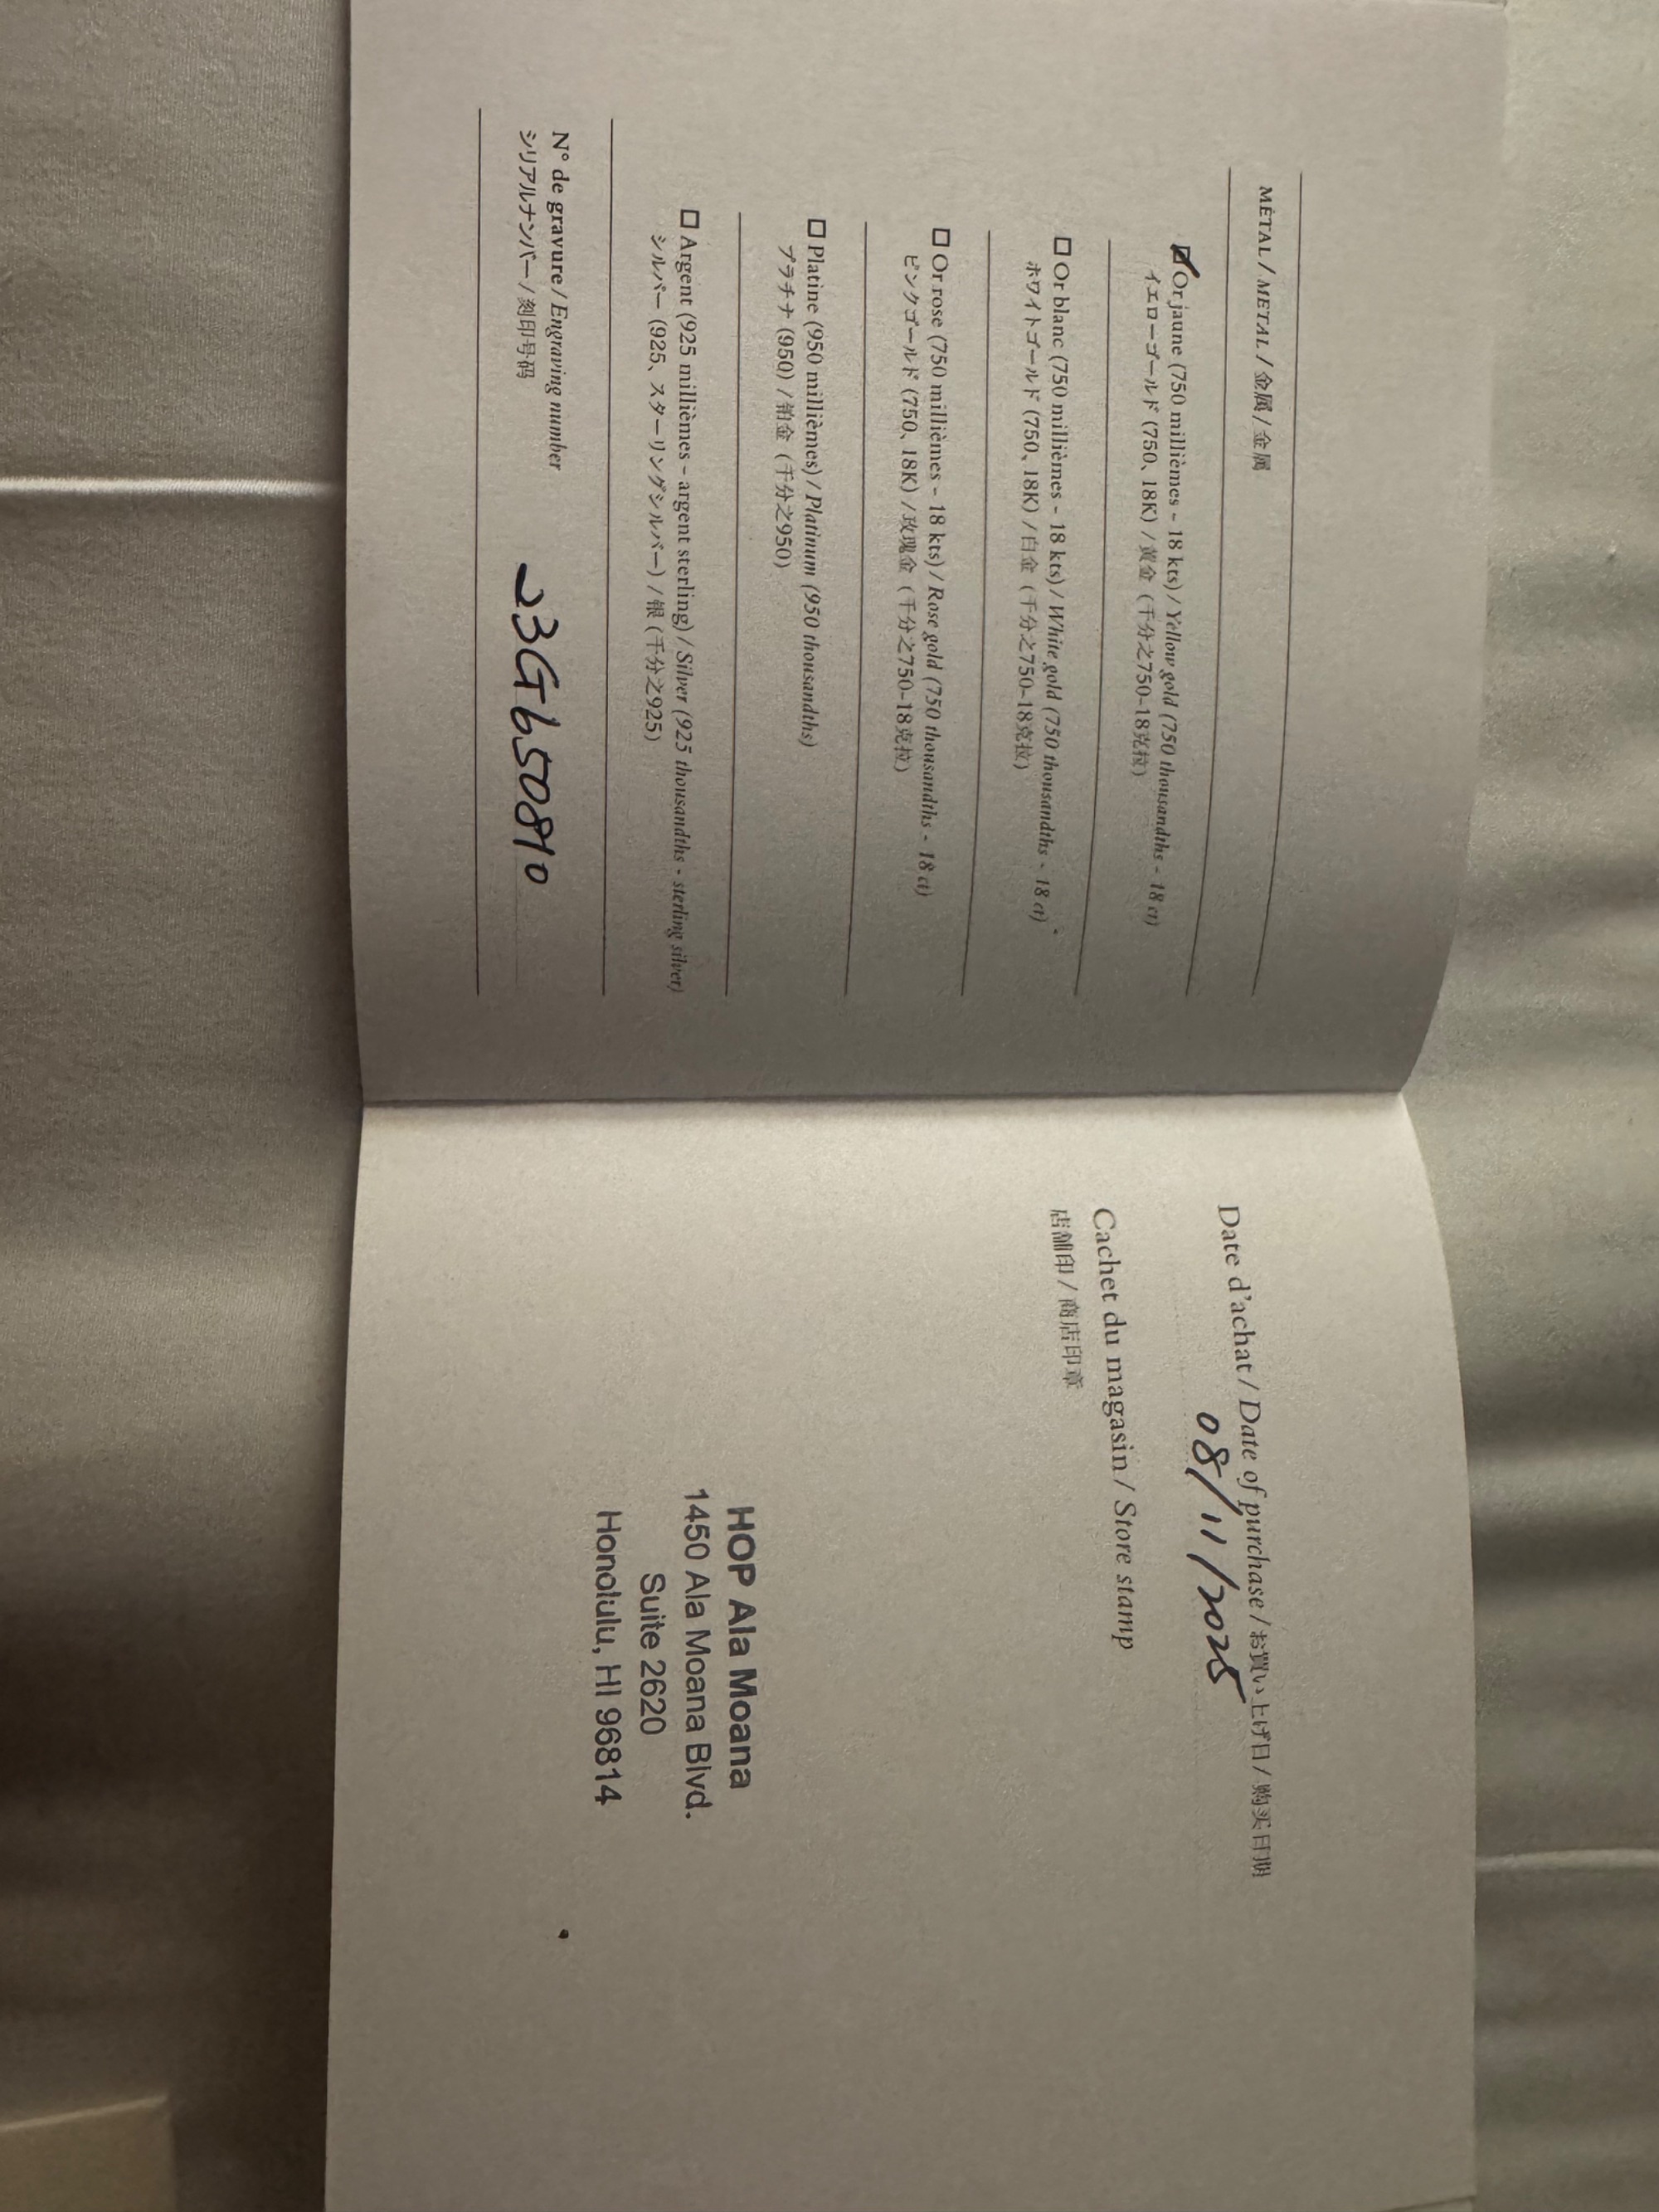 MÉTAL / METAL / 金属 / 金属
Or jaune (750 millièmes - 18 kts) / Yellow gold (750 thousandths - 18 ct)
イエローゴールド (750、18K) / 黄金（千分之750-18克拉）
Or blanc (750 millièmes - 18 kts) / White gold (750 thousandths - 18 ct)
ホワイトゴールド (750、18K) / 白金（千分之750-18克拉）
Or rose (750 millièmes - 18 kts) / Rose gold (750 thousandths - 18 ct)
ピンクゴールド (750、18K) / 玫瑰金（千分之750-18克拉）
Platine (950 millièmes) / Platinum (950 thousandths)
プラチナ (950) / 铂金（千分之950）
Argent (925 millièmes – argent sterling) / Silver (925 thousandths - sterling silver)
シルバー (925、スターリングシルバー) / 银（千分之925）
N° de gravure / Engraving number
シリアルナンバー / 刻印号码
23G650810
Date d'achat / Date of purchase / お買い上げ日 / 购买日期
08/11/2025
Cachet du magasin / Store stamp
店舗印 / 商店印章
HOP Ala Moana
1450 Ala Moana Blvd.
Suite 2620
Honolulu, HI 96814